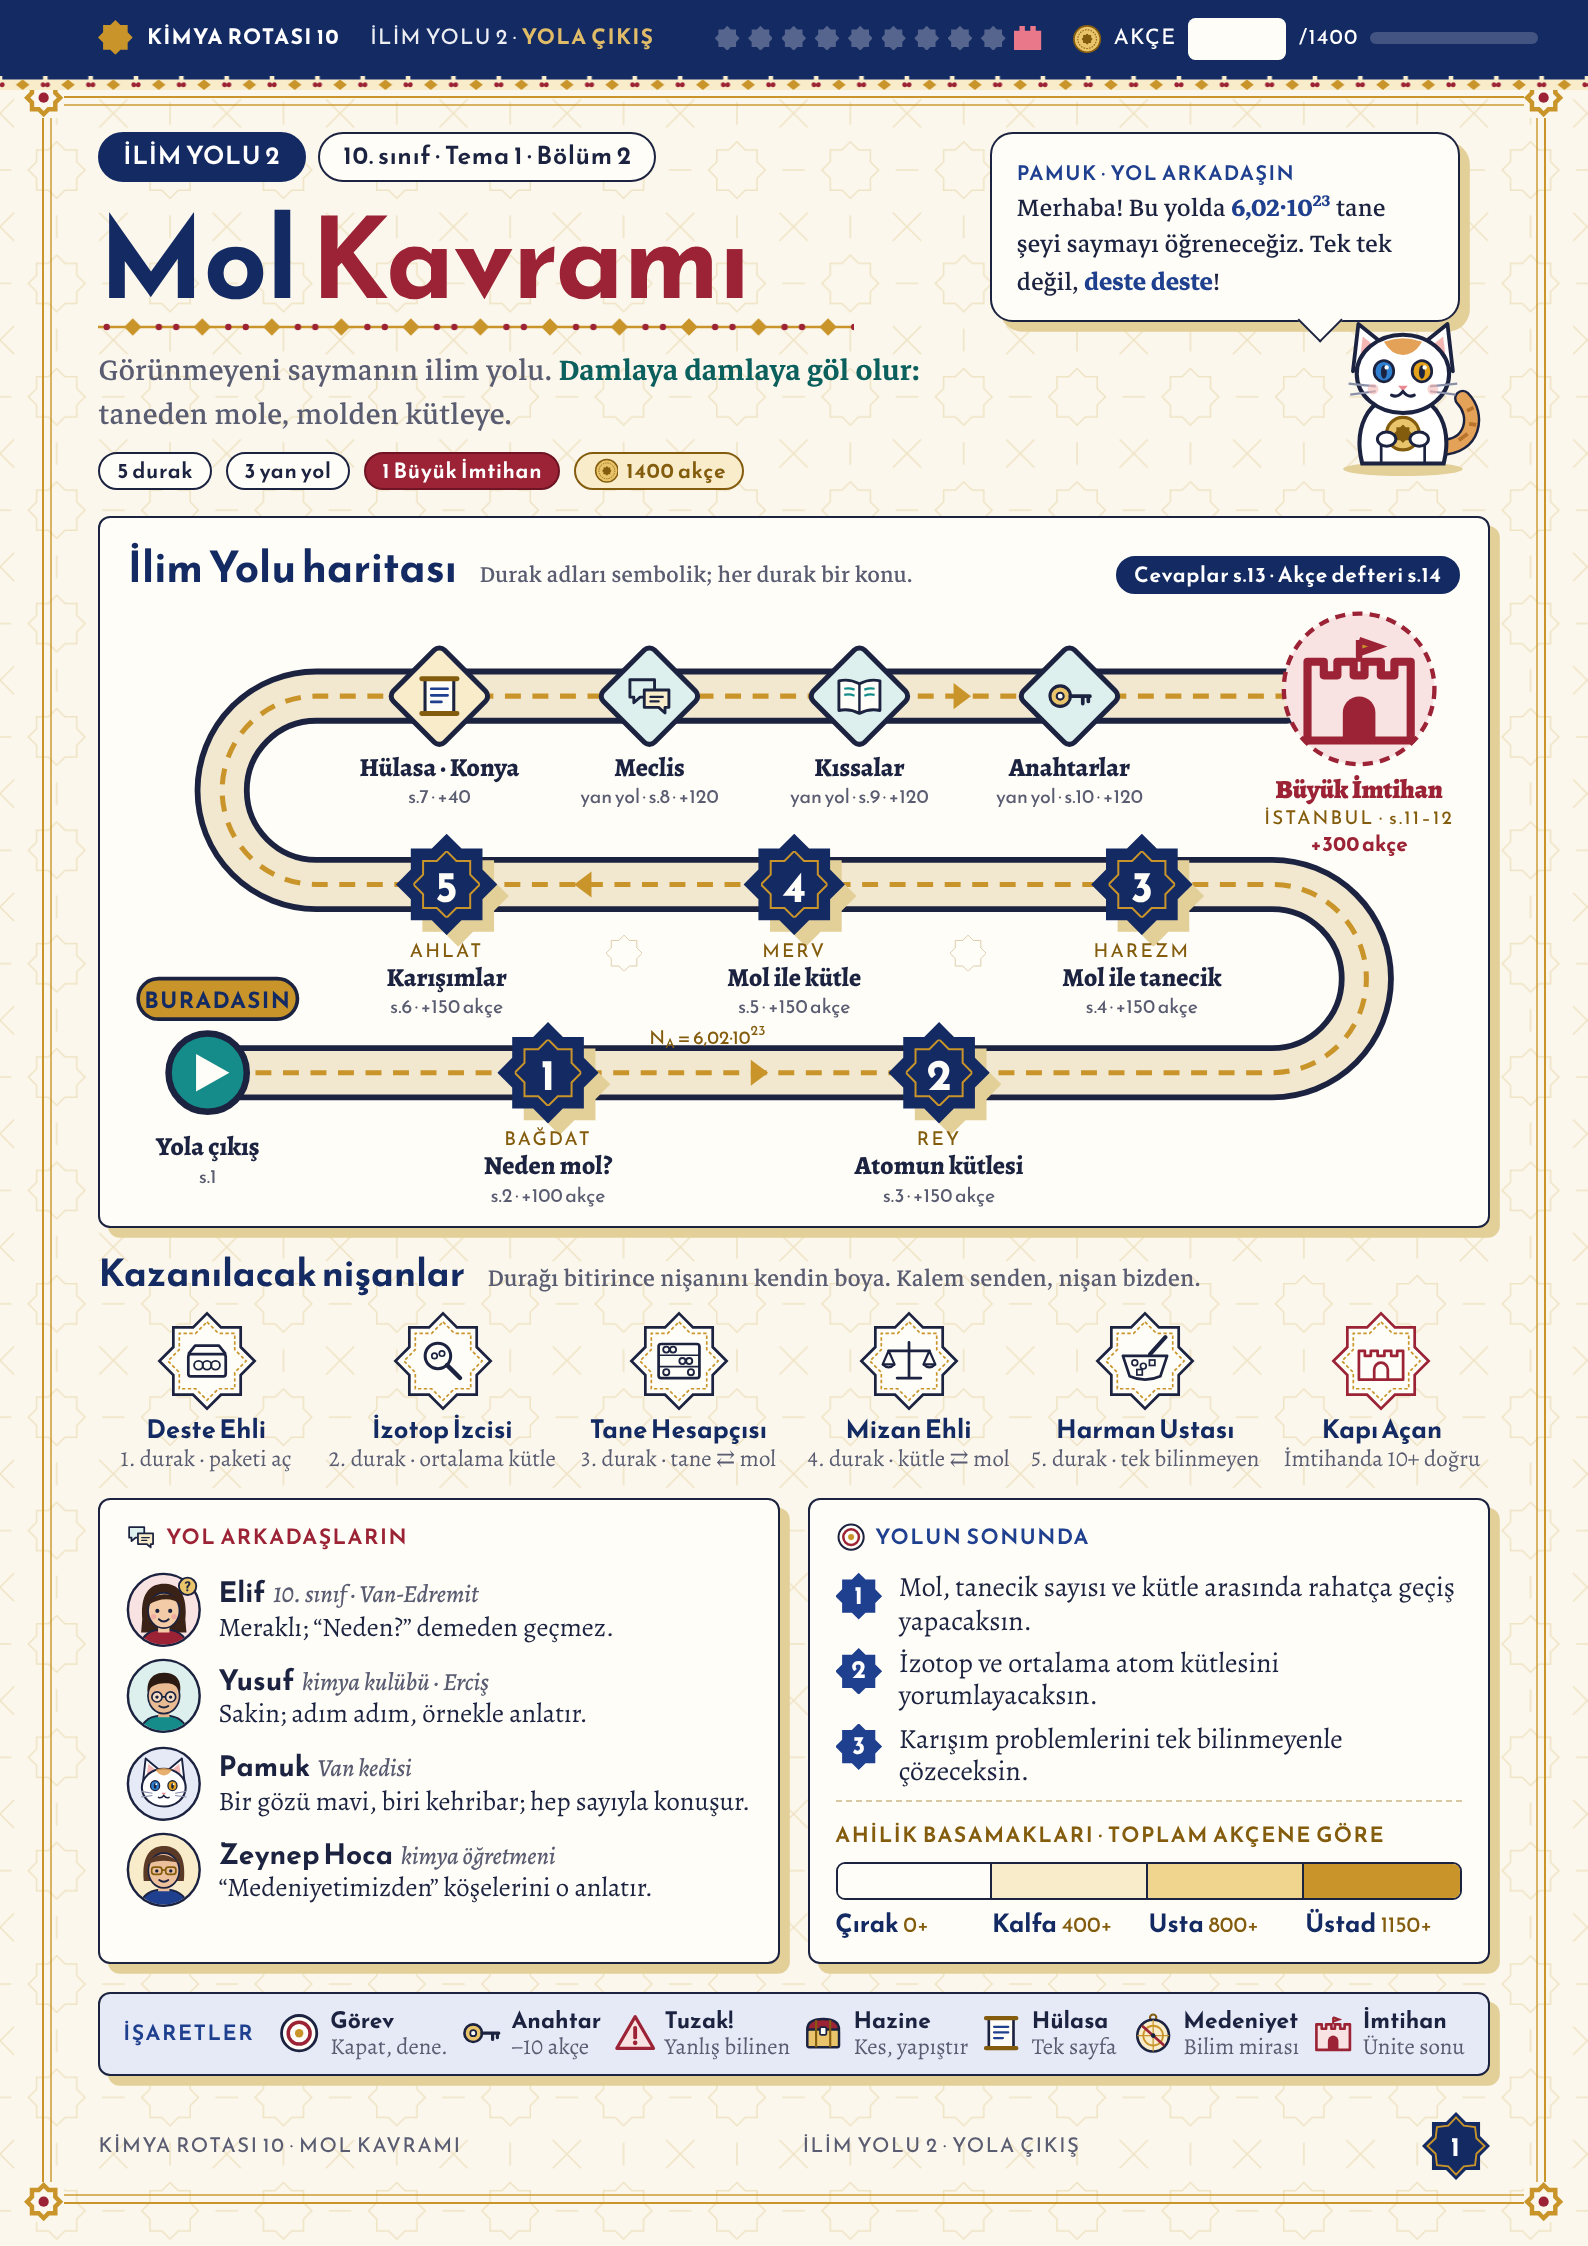 KİMYA ROTASI 10 İLİM YOLU 2 · YOLA ÇIKIŞ AKÇE /1400
İLİM YOLU 2 10. sınıf · Tema 1 · Bölüm 2
Mol Kavramı
Görünmeyeni saymanın ilim yolu. Damlaya damlaya göl olur:
taneden mole, molden kütleye.
5 durak 3 yan yol 1 Büyük İmtihan 1400 akçe
PAMUK · YOL ARKADAŞIN
Merhaba! Bu yolda 6,02·10²³ tane
şeyi saymayı öğreneceğiz. Tek tek
değil, deste deste!
İlim Yolu haritası Durak adları sembolik; her durak bir konu. Cevaplar s.13 · Akçe defteri s.14
Hülasa · Konya Meclis Kıssalar Anahtarlar
s.7 · +40 yan yol · s.8 · +120 yan yol · s.9 · +120 yan yol · s.10 · +120
Büyük İmtihan
İSTANBUL · s.11–12
+300 akçe
5 4 3
AHLAT MERV HAREZM
Karışımlar Mol ile kütle Mol ile tanecik
s.6 · +150 akçe s.5 · +150 akçe s.4 · +150 akçe
BURADASIN
N_A = 6,02·10²³
1 2
Yola çıkış
s.1
BAĞDAT REY
Neden mol? Atomun kütlesi
s.2 · +100 akçe s.3 · +150 akçe
Kazanılacak nişanlar Durağı bitirince nişanını kendin boya. Kalem senden, nişan bizden.
Deste Ehli İzotop İzcisi Tane Hesapçısı Mizan Ehli Harman Ustası Kapı Açan
1. durak · paketi aç 2. durak · ortalama kütle 3. durak · tane ⇄ mol 4. durak · kütle ⇄ mol 5. durak · tek bilinmeyen İmtihanda 10+ doğru
YOL ARKADAŞLARIN
?
Elif 10. sınıf · Van-Edremit
Meraklı; “Neden?” demeden geçmez.
Yusuf kimya kulübü · Erciş
Sakin; adım adım, örnekle anlatır.
Pamuk Van kedisi
Bir gözü mavi, biri kehribar; hep sayıyla konuşur.
Zeynep Hoca kimya öğretmeni
“Medeniyetimizden” köşelerini o anlatır.
YOLUN SONUNDA
1 Mol, tanecik sayısı ve kütle arasında rahatça geçiş
yapacaksın.
2 İzotop ve ortalama atom kütlesini
yorumlayacaksın.
3 Karışım problemlerini tek bilinmeyenle
çözeceksin.
AHİLİK BASAMAKLARI · TOPLAM AKÇENE GÖRE
Çırak 0+ Kalfa 400+ Usta 800+ Üstad 1150+
İŞARETLER
Görev Anahtar Tuzak! Hazine Hülasa Medeniyet İmtihan
Kapat, dene. −10 akçe Yanlış bilinen Kes, yapıştır Tek sayfa Bilim mirası Ünite sonu
KİMYA ROTASI 10 · MOL KAVRAMI İLİM YOLU 2 · YOLA ÇIKIŞ 1